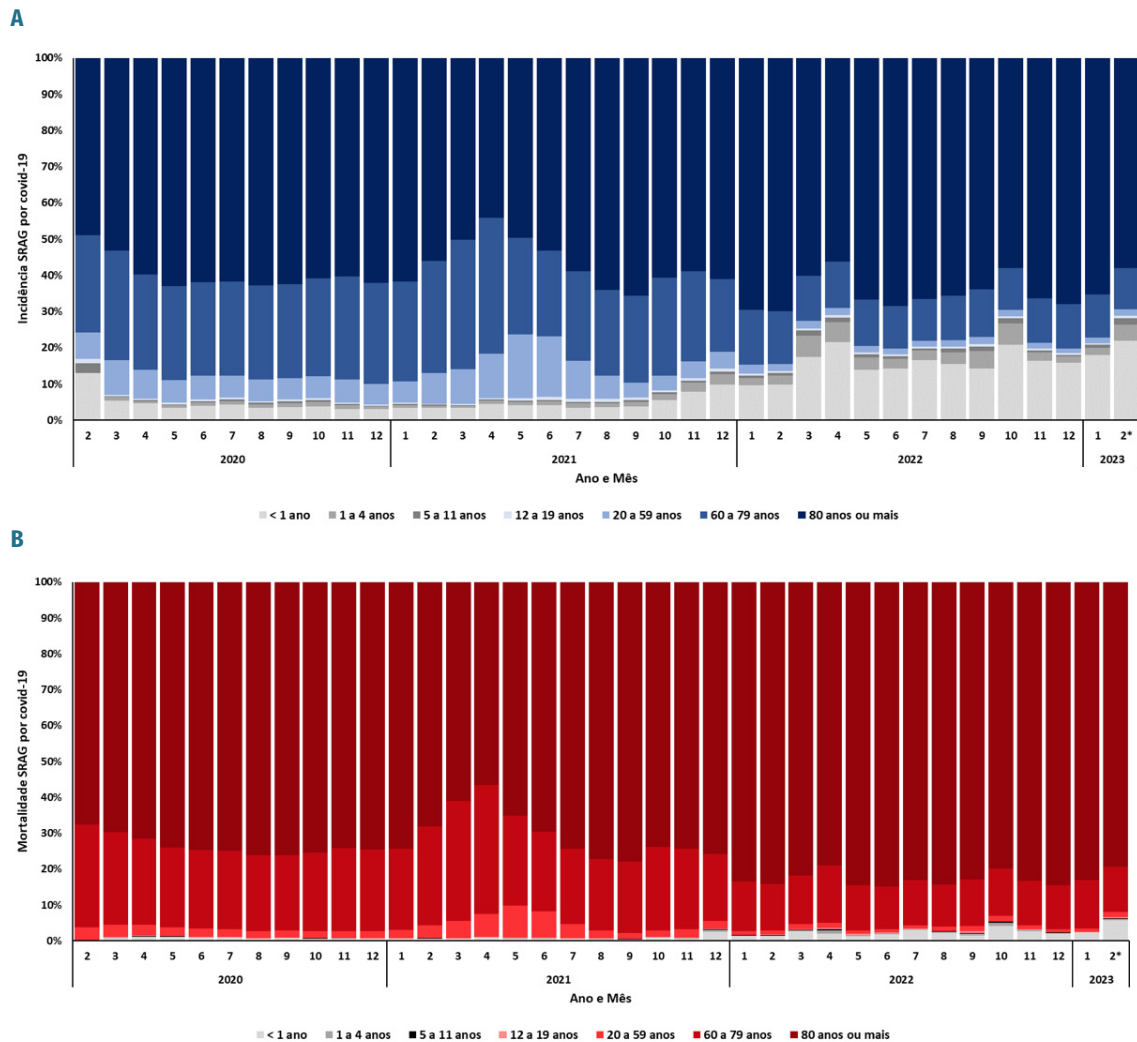 A
100%
90%
80%
70%
60%
50%
40%
30%
20%
10%
0%
Incidência SRAG por covid-19
2 3 4 5 6 7 8 9 10 11 12 1 2 3 4 5 6 7 8 9 10 11 12 1 2 3 4 5 6 7 8 9 10 11 12 1 2*
2020 2021 2022 2023
Ano e Mês
< 1 ano 1 a 4 anos 5 a 11 anos 12 a 19 anos 20 a 59 anos 60 a 79 anos 80 anos ou mais
B
100%
90%
80%
70%
60%
50%
40%
30%
20%
10%
0%
Mortalidade SRAG por covid-19
2 3 4 5 6 7 8 9 10 11 12 1 2 3 4 5 6 7 8 9 10 11 12 1 2 3 4 5 6 7 8 9 10 11 12 1 2*
2020 2021 2022 2023
Ano e Mês
< 1 ano 1 a 4 anos 5 a 11 anos 12 a 19 anos 20 a 59 anos 60 a 79 anos 80 anos ou mais